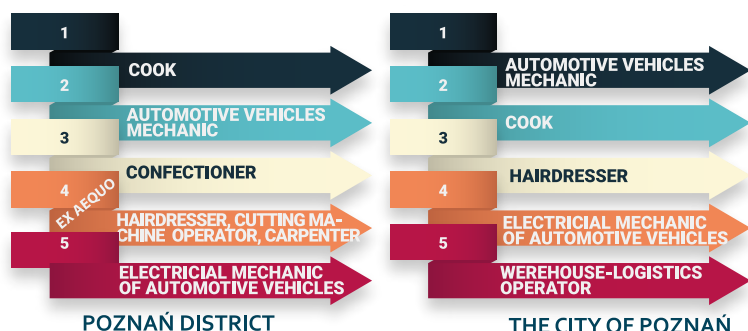 1
COOK
2
AUTOMOTIVE VEHICLES
MECHANIC
3
CONFECTIONER
4
EX AEQUO
HAIRDRESSER, CUTTING MA-
CHINE OPERATOR, CARPENTER
5
ELECTRICIAL MECHANIC
OF AUTOMOTIVE VEHICLES
POZNAŃ DISTRICT
1
AUTOMOTIVE VEHICLES
MECHANIC
2
COOK
3
HAIRDRESSER
4
ELECTRICIAL MECHANIC
OF AUTOMOTIVE VEHICLES
5
WEREHOUSE-LOGISTICS
OPERATOR
THE CITY OF POZNAŃ